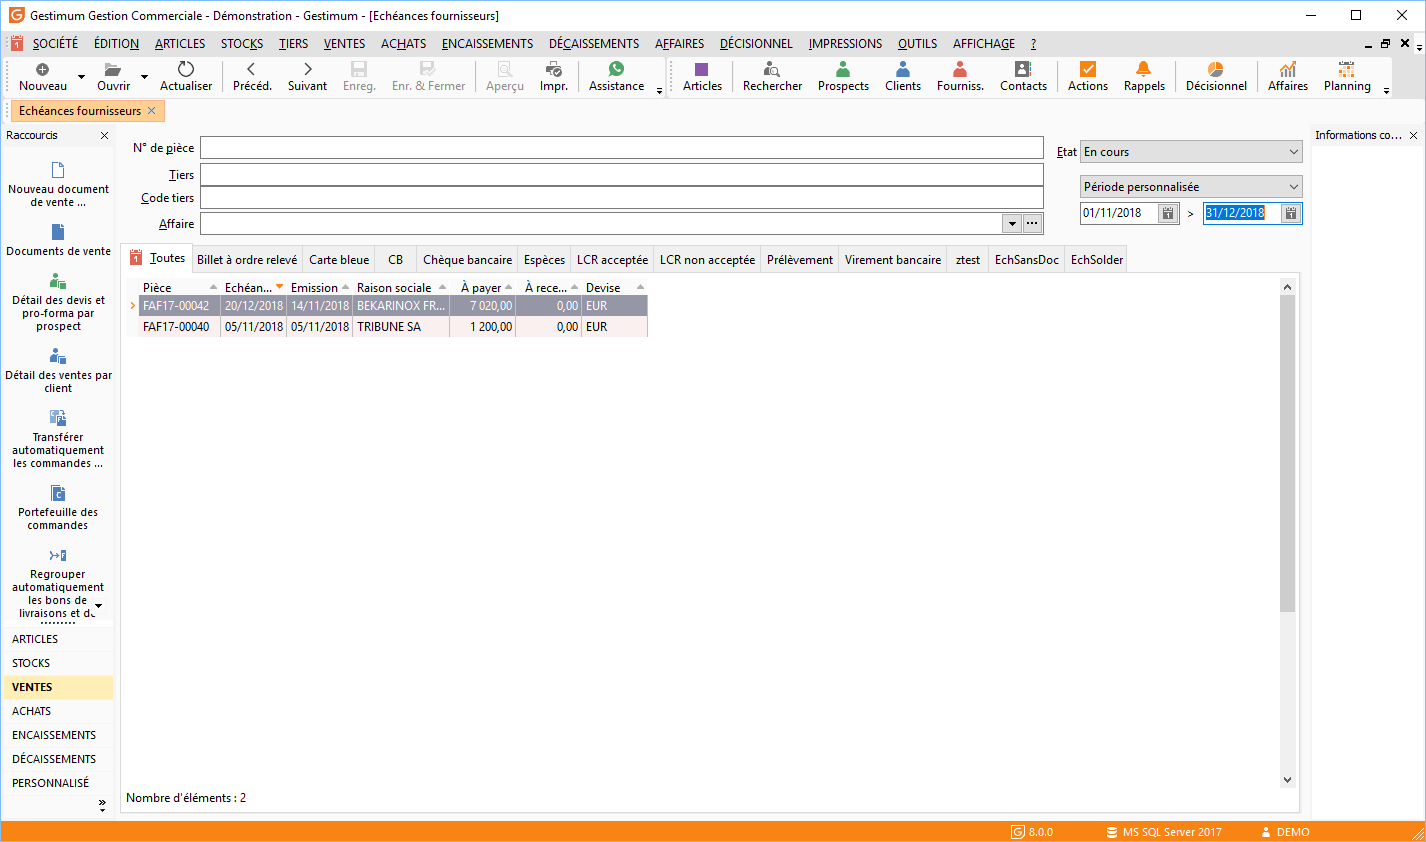 Gestimum Gestion Commerciale - Démonstration - Gestimum - [Echéances fournisseurs]
SOCIÉTÉ ÉDITION ARTICLES STOCKS TIERS VENTES ACHATS ENCAISSEMENTS DÉCAISSEMENTS AFFAIRES DÉCISIONNEL IMPRESSIONS OUTILS AFFICHAGE ?
Nouveau Ouvrir Actualiser Précéd. Suivant Enreg. Enr. & Fermer Aperçu Impr. Assistance Articles Rechercher Prospects Clients Fourniss. Contacts Actions Rappels Décisionnel Affaires Planning
Echéances fournisseurs
Raccourcis
Nouveau document
de vente ...
Documents de vente
Détail des devis et
pro-forma par
prospect
Détail des ventes par
client
Transférer
automatiquement
les commandes ...
Portefeuille des
commandes
Regrouper
automatiquement
les bons de
livraisons et d
ARTICLES
STOCKS
VENTES
ACHATS
ENCAISSEMENTS
DÉCAISSEMENTS
PERSONNALISÉ
N° de pièce
Tiers
Code tiers
Affaire
Etat En cours
Période personnalisée
01/11/2018 > 31/12/2018
Toutes Billet à ordre relevé Carte bleue CB Chèque bancaire Espèces LCR acceptée LCR non acceptée Prélèvement Virement bancaire ztest EchSansDoc EchSolder
Pièce Echéan... Emission Raison sociale À payer À rece... Devise
FAF17-00042 20/12/2018 14/11/2018 BEKARINOX FR... 7 020,00 0,00 EUR
FAF17-00040 05/11/2018 05/11/2018 TRIBUNE SA 1 200,00 0,00 EUR
Nombre d'éléments : 2
Informations co...
8.0.0 MS SQL Server 2017 DEMO